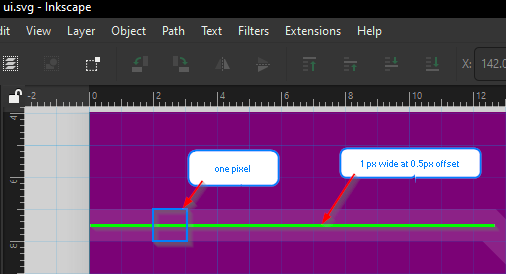 ui.svg - Inkscape
dit View Layer Object Path Text Filters Extensions Help
X: 142.0
-2 0 2 4 6 8 10 12
one pixel
1 px wide at 0.5px offset